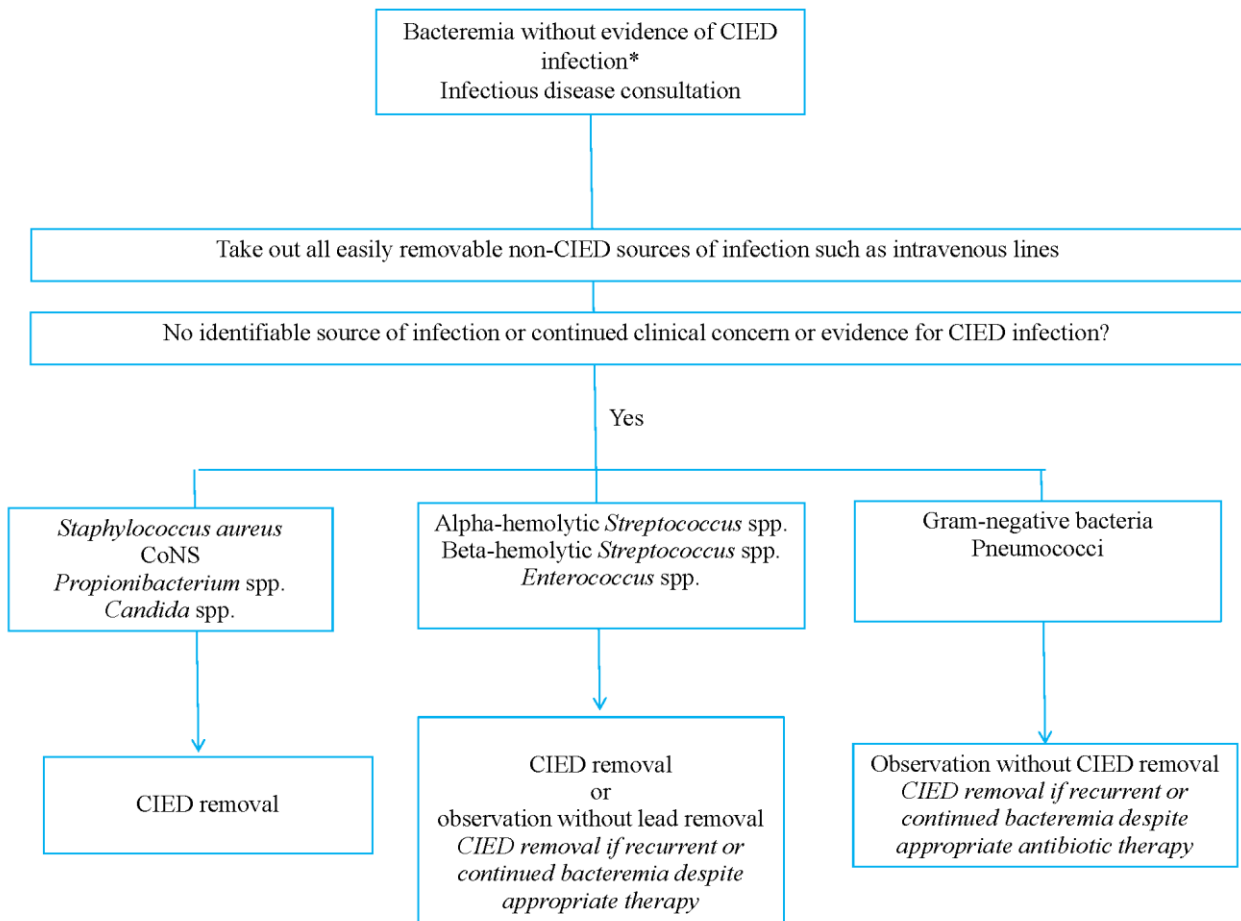 Bacteremia without evidence of CIED
infection*
Infectious disease consultation
Take out all easily removable non-CIED sources of infection such as intravenous lines
No identifiable source of infection or continued clinical concern or evidence for CIED infection?
Yes
Staphylococcus aureus
CoNS
Propionibacterium spp.
Candida spp.
Alpha-hemolytic Streptococcus spp.
Beta-hemolytic Streptococcus spp.
Enterococcus spp.
Gram-negative bacteria
Pneumococci
CIED removal
CIED removal
or
observation without lead removal
CIED removal if recurrent or
continued bacteremia despite
appropriate therapy
Observation without CIED removal
CIED removal if recurrent or
continued bacteremia despite
appropriate antibiotic therapy